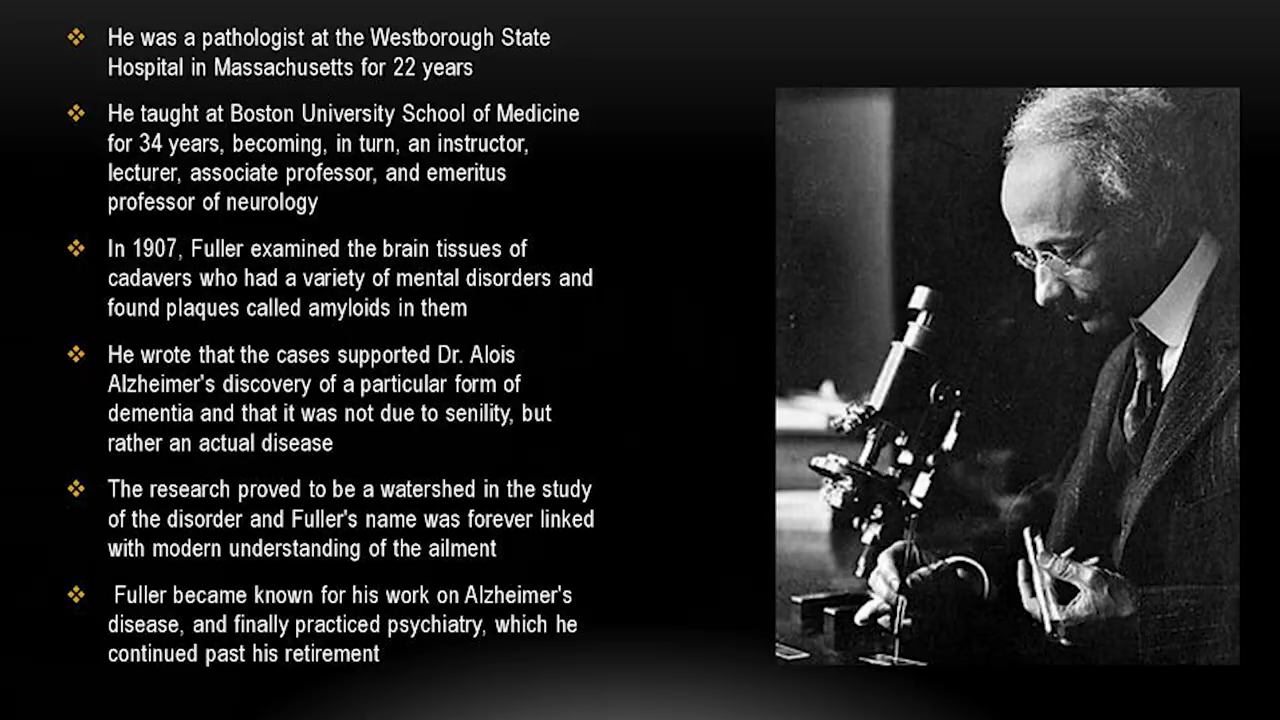 He was a pathologist at the Westborough State
Hospital in Massachusetts for 22 years
He taught at Boston University School of Medicine
for 34 years, becoming, in turn, an instructor,
lecturer, associate professor, and emeritus
professor of neurology
In 1907, Fuller examined the brain tissues of
cadavers who had a variety of mental disorders and
found plaques called amyloids in them
He wrote that the cases supported Dr. Alois
Alzheimer's discovery of a particular form of
dementia and that it was not due to senility, but
rather an actual disease
The research proved to be a watershed in the study
of the disorder and Fuller's name was forever linked
with modern understanding of the ailment
Fuller became known for his work on Alzheimer's
disease, and finally practiced psychiatry, which he
continued past his retirement